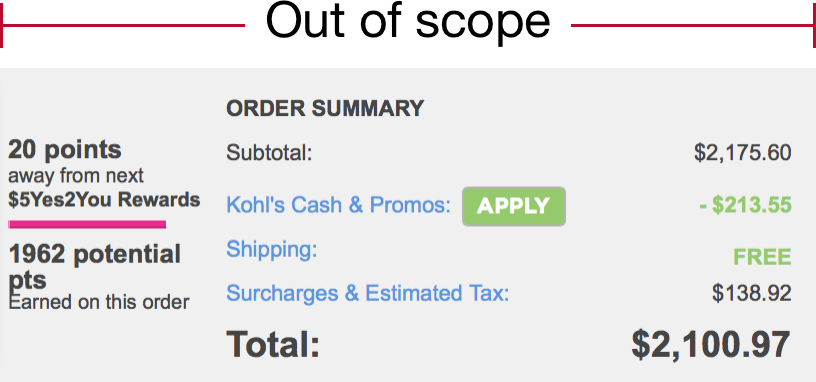 Out of scope
20 points
away from next
$5Yes2You Rewards
1962 potential
pts
Earned on this order
ORDER SUMMARY
Subtotal: $2,175.60
Kohl's Cash & Promos: APPLY - $213.55
Shipping: FREE
Surcharges & Estimated Tax: $138.92
Total: $2,100.97